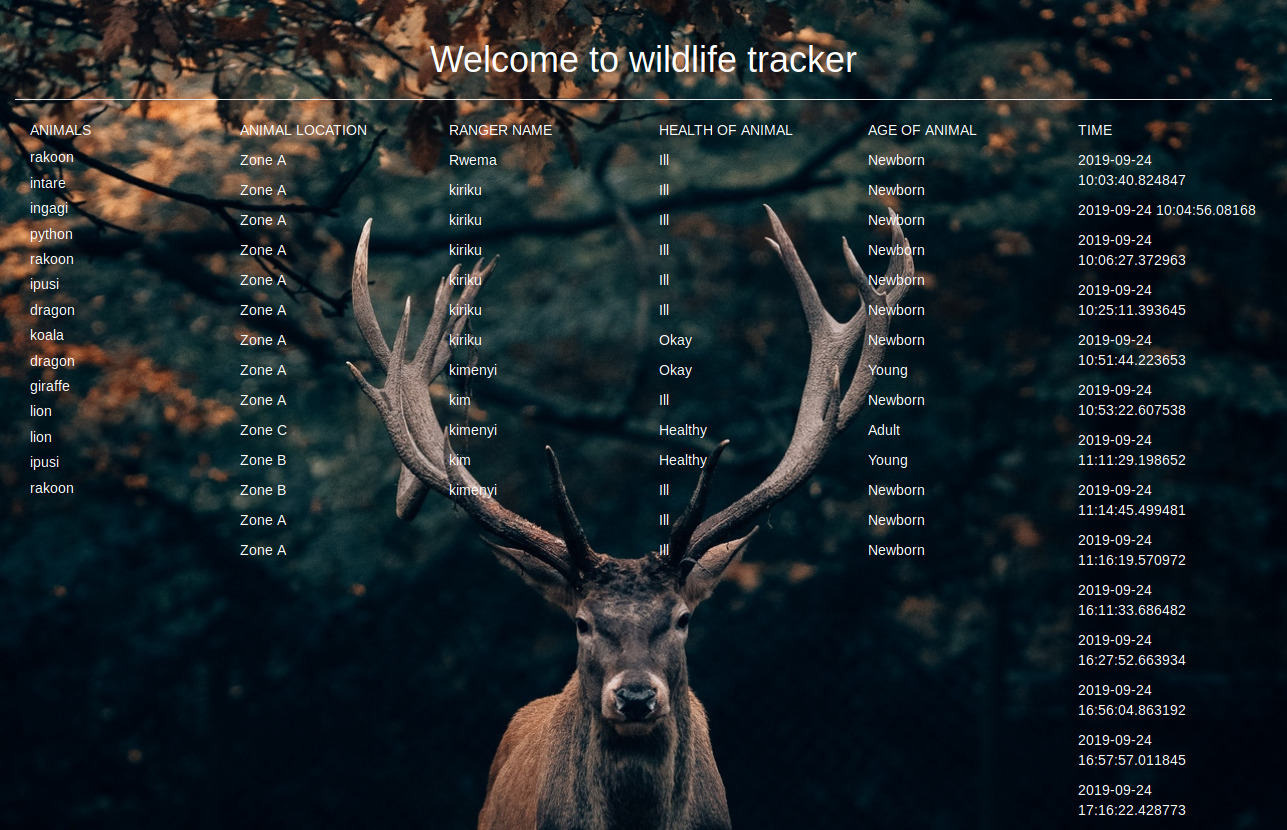 Welcome to wildlife tracker
ANIMALS
rakoon
intare
ingagi
python
rakoon
ipusi
dragon
koala
dragon
giraffe
lion
lion
ipusi
rakoon
ANIMAL LOCATION
Zone A
Zone A
Zone A
Zone A
Zone A
Zone A
Zone A
Zone A
Zone A
Zone C
Zone B
Zone B
Zone A
Zone A
RANGER NAME
Rwema
kiriku
kiriku
kiriku
kiriku
kiriku
kiriku
kimenyi
kim
kimenyi
kim
kimenyi
HEALTH OF ANIMAL
Ill
Ill
Ill
Ill
Ill
Ill
Okay
Okay
Ill
Healthy
Healthy
Ill
Ill
Ill
AGE OF ANIMAL
Newborn
Newborn
Newborn
Newborn
Newborn
Newborn
Newborn
Young
Newborn
Adult
Young
Newborn
Newborn
Newborn
TIME
2019-09-24
10:03:40.824847
2019-09-24 10:04:56.08168
2019-09-24
10:06:27.372963
2019-09-24
10:25:11.393645
2019-09-24
10:51:44.223653
2019-09-24
10:53:22.607538
2019-09-24
11:11:29.198652
2019-09-24
11:14:45.499481
2019-09-24
11:16:19.570972
2019-09-24
16:11:33.686482
2019-09-24
16:27:52.663934
2019-09-24
16:56:04.863192
2019-09-24
16:57:57.011845
2019-09-24
17:16:22.428773